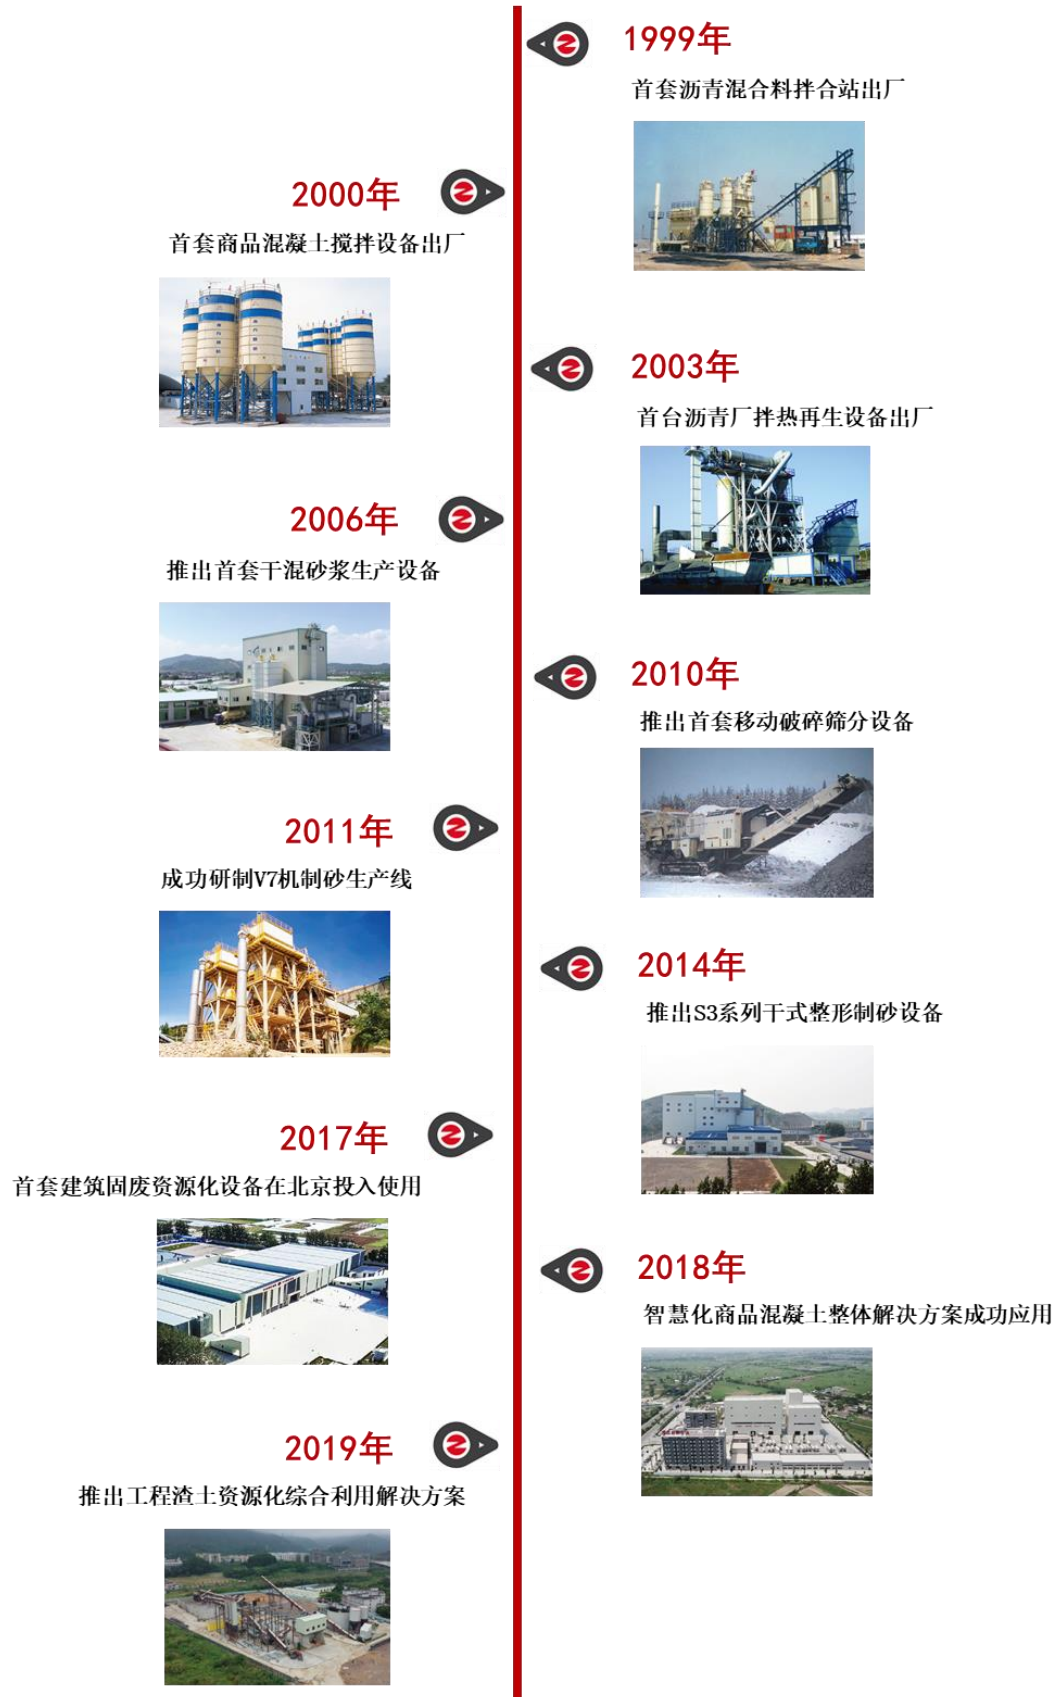 1999年
首套沥青混合料拌合站出厂
2000年
首套商品混凝土搅拌设备出厂
2003年
首台沥青厂拌热再生设备出厂
2006年
推出首套干混砂浆生产设备
2010年
推出首套移动破碎筛分设备
2011年
成功研制V7机制砂生产线
2014年
推出S3系列干式整形制砂设备
2017年
首套建筑固废资源化设备在北京投入使用
2018年
智慧化商品混凝土整体解决方案成功应用
2019年
推出工程渣土资源化综合利用解决方案